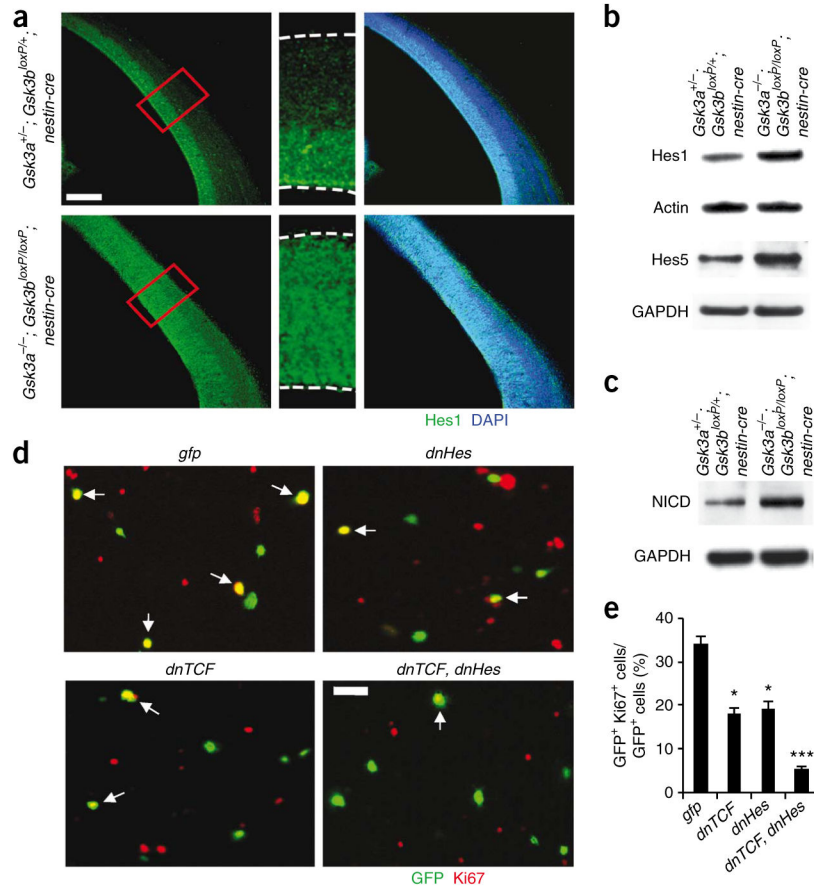 a
Gsk3a+/−; Gsk3bloxP/+;
nestin-cre
Gsk3a−/−; Gsk3bloxP/loxP;
nestin-cre
Hes1 DAPI
b
Gsk3a+/−;
Gsk3bloxP/+,
nestin-cre
Gsk3a−/−;
Gsk3bloxP/loxP;
nestin-cre
Hes1
Actin
Hes5
GAPDH
c
Gsk3a+/−;
Gsk3bloxP/+,
nestin-cre
Gsk3a−/−;
Gsk3bloxP/loxP;
nestin-cre
NICD
GAPDH
d
gfp
dnHes
dnTCF
dnTCF, dnHes
GFP Ki67
e
GFP+ Ki67+ cells/
GFP+ cells (%)
40
30
20
10
0
*
*
***
gfp
dnTCF
dnHes
dnTCF, dnHes